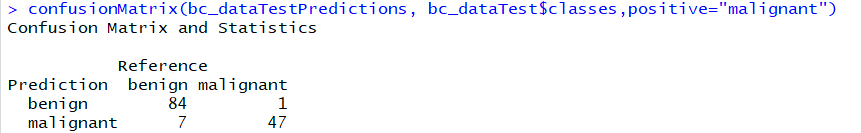 > confusionMatrix(bc_dataTestPredictions, bc_dataTest$classes,positive="malignant")
Confusion Matrix and Statistics
Reference
Prediction benign malignant
benign 84 1
malignant 7 47